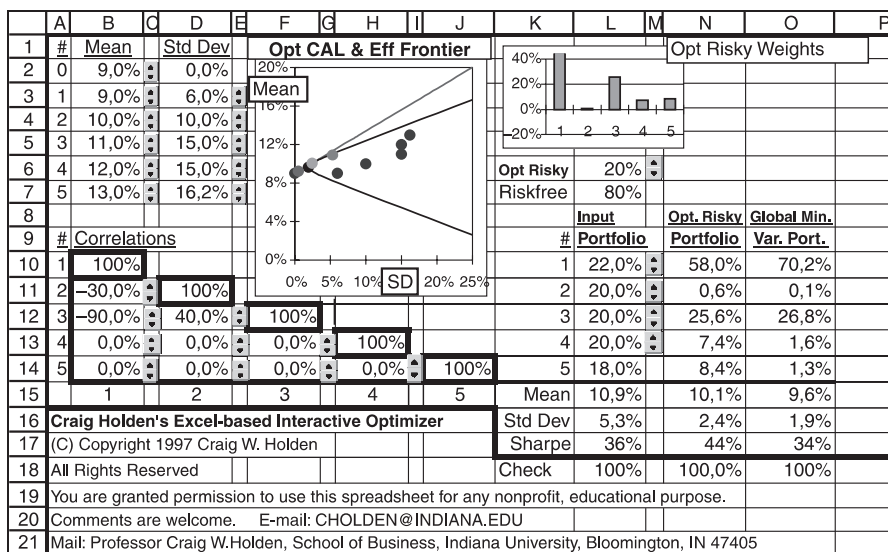 A B C D E F G H I J K L M N O P
1 # Mean Std Dev Opt CAL & Eff Frontier Opt Risky Weights
2 0 9,0% 0,0%
3 1 9,0% 6,0%
4 2 10,0% 10,0%
5 3 11,0% 15,0%
6 4 12,0% 15,0% Opt Risky 20%
7 5 13,0% 16,2% Riskfree 80%
Mean
20%
16%
12%
8%
4%
0%
0% 5% 10% SD 20% 25%
40%
20%
0%
–20%
1 2 3 4 5
8 Input Opt. Risky Global Min.
9 # Correlations # Portfolio Portfolio Var. Port.
10 1 100% 1 22,0% 58,0% 70,2%
11 2 –30,0% 100% 2 20,0% 0,6% 0,1%
12 3 –90,0% 40,0% 100% 3 20,0% 25,6% 26,8%
13 4 0,0% 0,0% 0,0% 100% 4 20,0% 7,4% 1,6%
14 5 0,0% 0,0% 0,0% 0,0% 100% 5 18,0% 8,4% 1,3%
15 1 2 3 4 5 Mean 10,9% 10,1% 9,6%
16 Craig Holden's Excel-based Interactive Optimizer Std Dev 5,3% 2,4% 1,9%
17 (C) Copyright 1997 Craig W. Holden Sharpe 36% 44% 34%
18 All Rights Reserved Check 100% 100,0% 100%
19 You are granted permission to use this spreadsheet for any nonprofit, educational purpose.
20 Comments are welcome. E-mail: CHOLDEN@INDIANA.EDU
21 Mail: Professor Craig W.Holden, School of Business, Indiana University, Bloomington, IN 47405